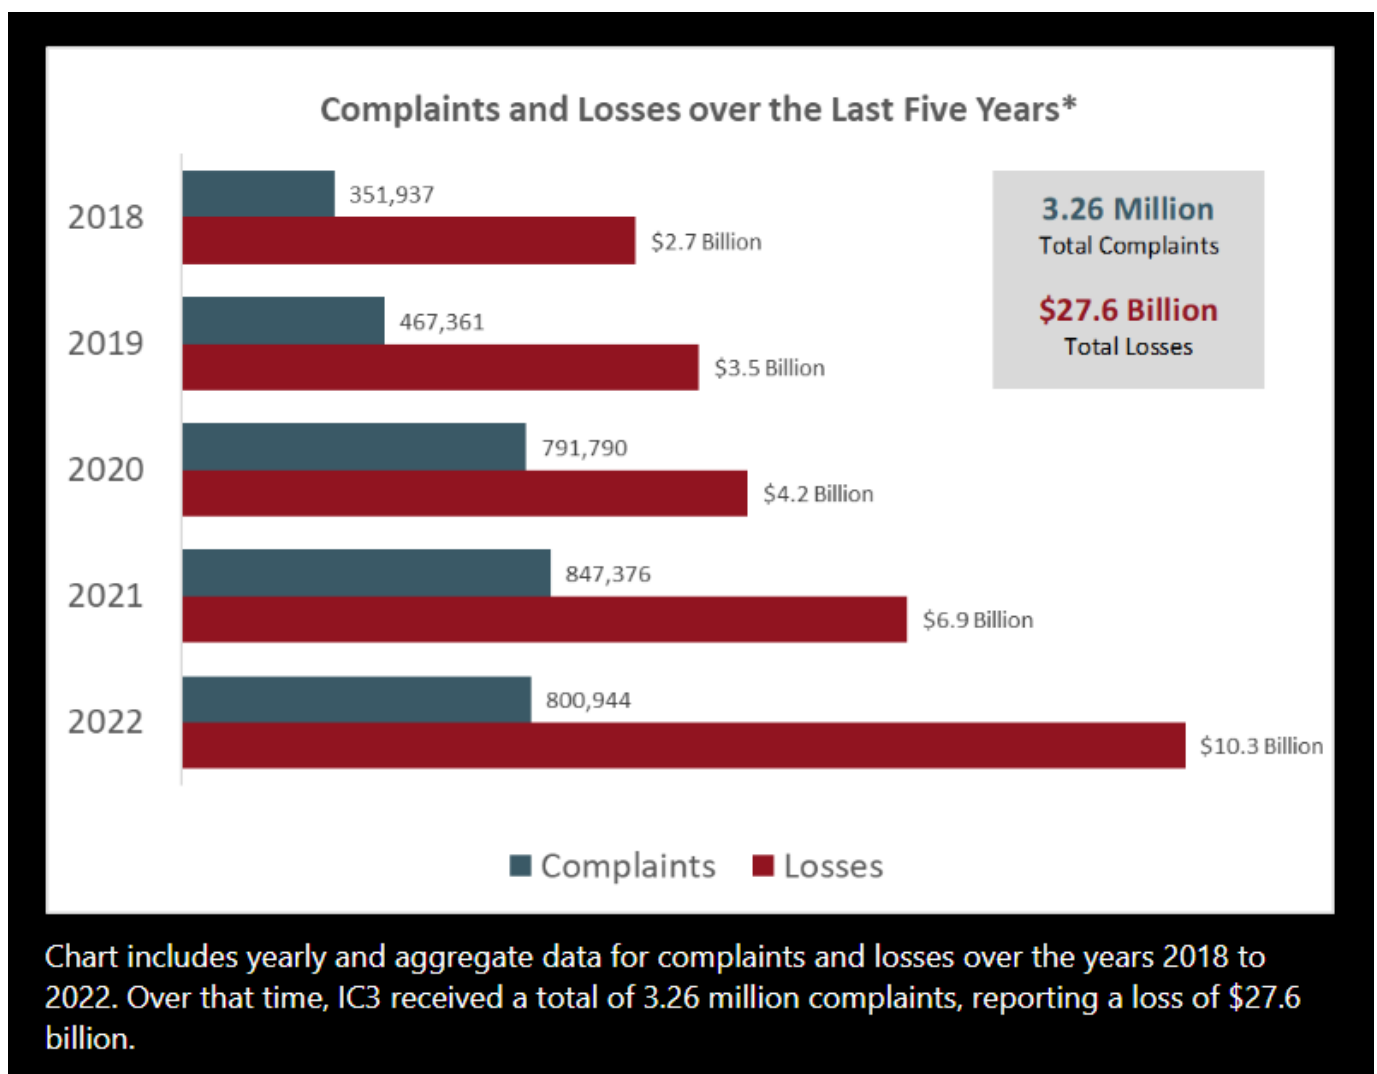 Complaints and Losses over the Last Five Years*
2018
351,937
$2.7 Billion
3.26 Million
Total Complaints
$27.6 Billion
Total Losses
2019
467,361
$3.5 Billion
2020
791,790
$4.2 Billion
2021
847,376
$6.9 Billion
2022
800,944
$10.3 Billion
Complaints Losses
Chart includes yearly and aggregate data for complaints and losses over the years 2018 to
2022. Over that time, IC3 received a total of 3.26 million complaints, reporting a loss of $27.6
billion.